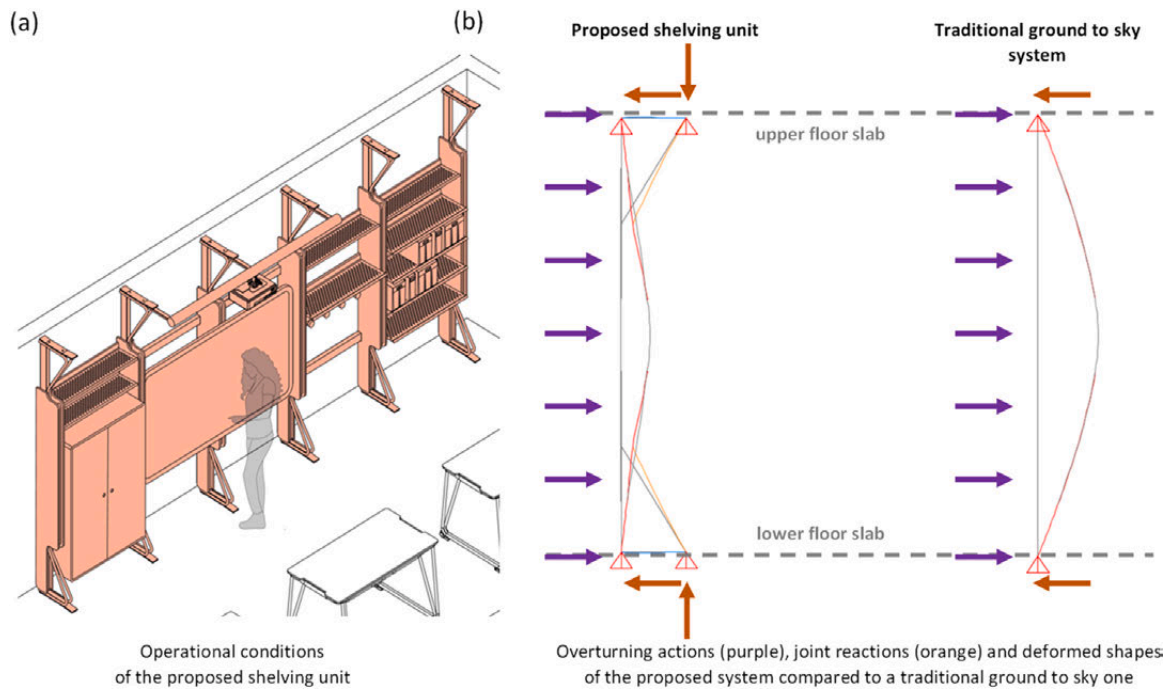 (a)
(b)
Proposed shelving unit
Traditional ground to sky
system
upper floor slab
lower floor slab
Operational conditions
of the proposed shelving unit
Overturning actions (purple), joint reactions (orange) and deformed shapes
of the proposed system compared to a traditional ground to sky one